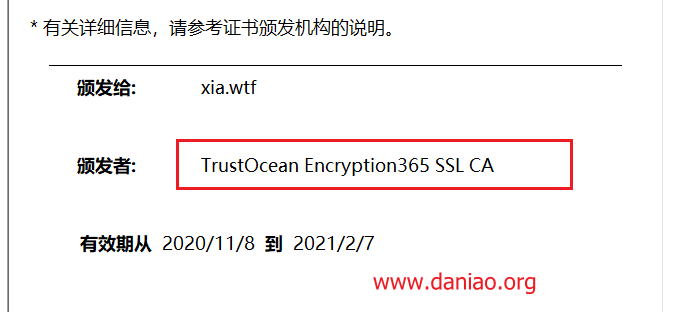 * 有关详细信息，请参考证书颁发机构的说明。
颁发给: xia.wtf
颁发者: TrustOcean Encryption365 SSL CA
有效期从 2020/11/8 到 2021/2/7
www.daniao.org